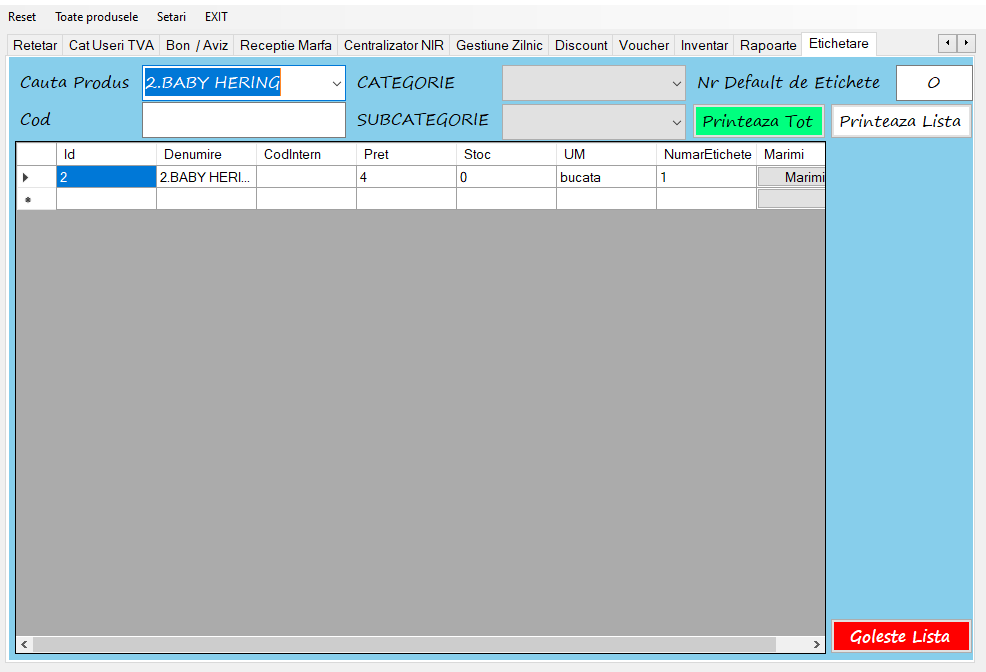 Reset Toate produsele Setari EXIT
Retetar Cat Useri TVA Bon / Aviz Receptie Marfa Centralizator NIR Gestiune Zilnic Discount Voucher Inventar Rapoarte Etichetare
Cauta Produs 2.BABY HERING CATEGORIE Nr Default de Etichete 0
Cod SUBCATEGORIE Printeaza Tot Printeaza Lista
Id Denumire CodIntern Pret Stoc UM NumarEtichete Marimi
2 2.BABY HERI... 4 0 bucata 1 Marimi
Goleste Lista